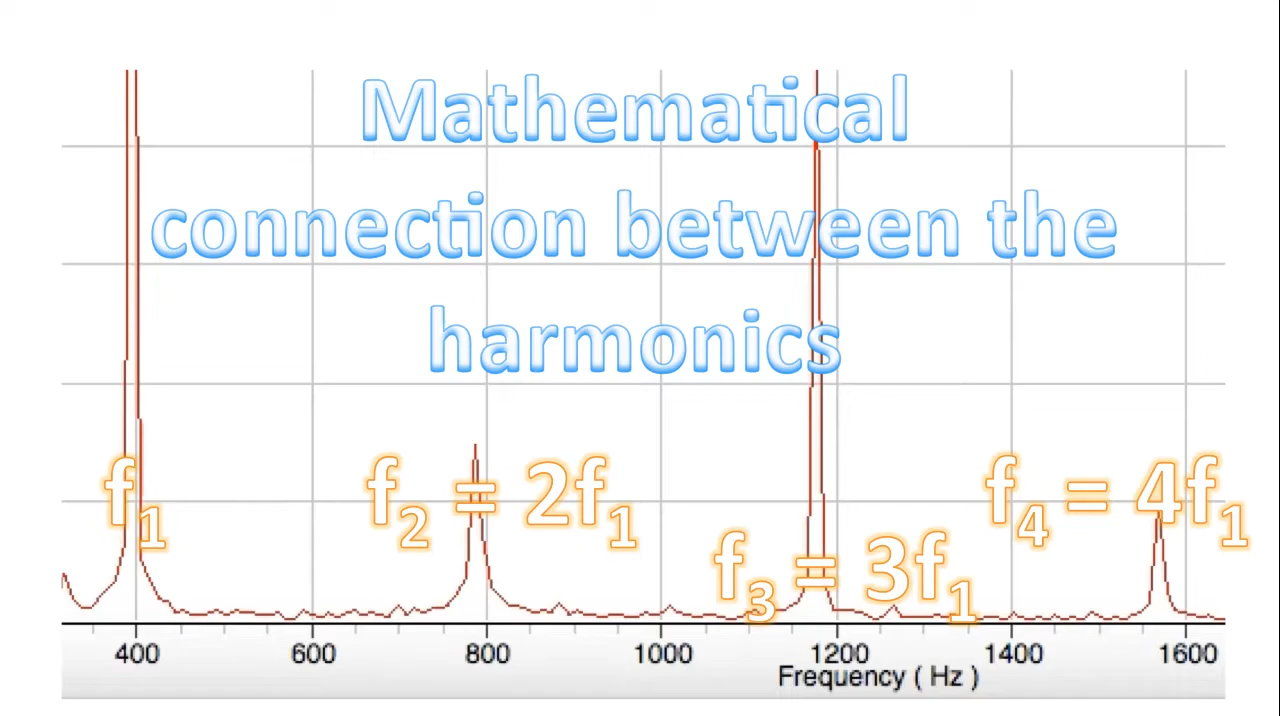 Mathematical
connection between the
harmonics
f₁
f₂ = 2f₁
f₃ = 3f₁
f₄ = 4f₁
400 600 800 1000 1200 1400 1600
Frequency ( Hz )